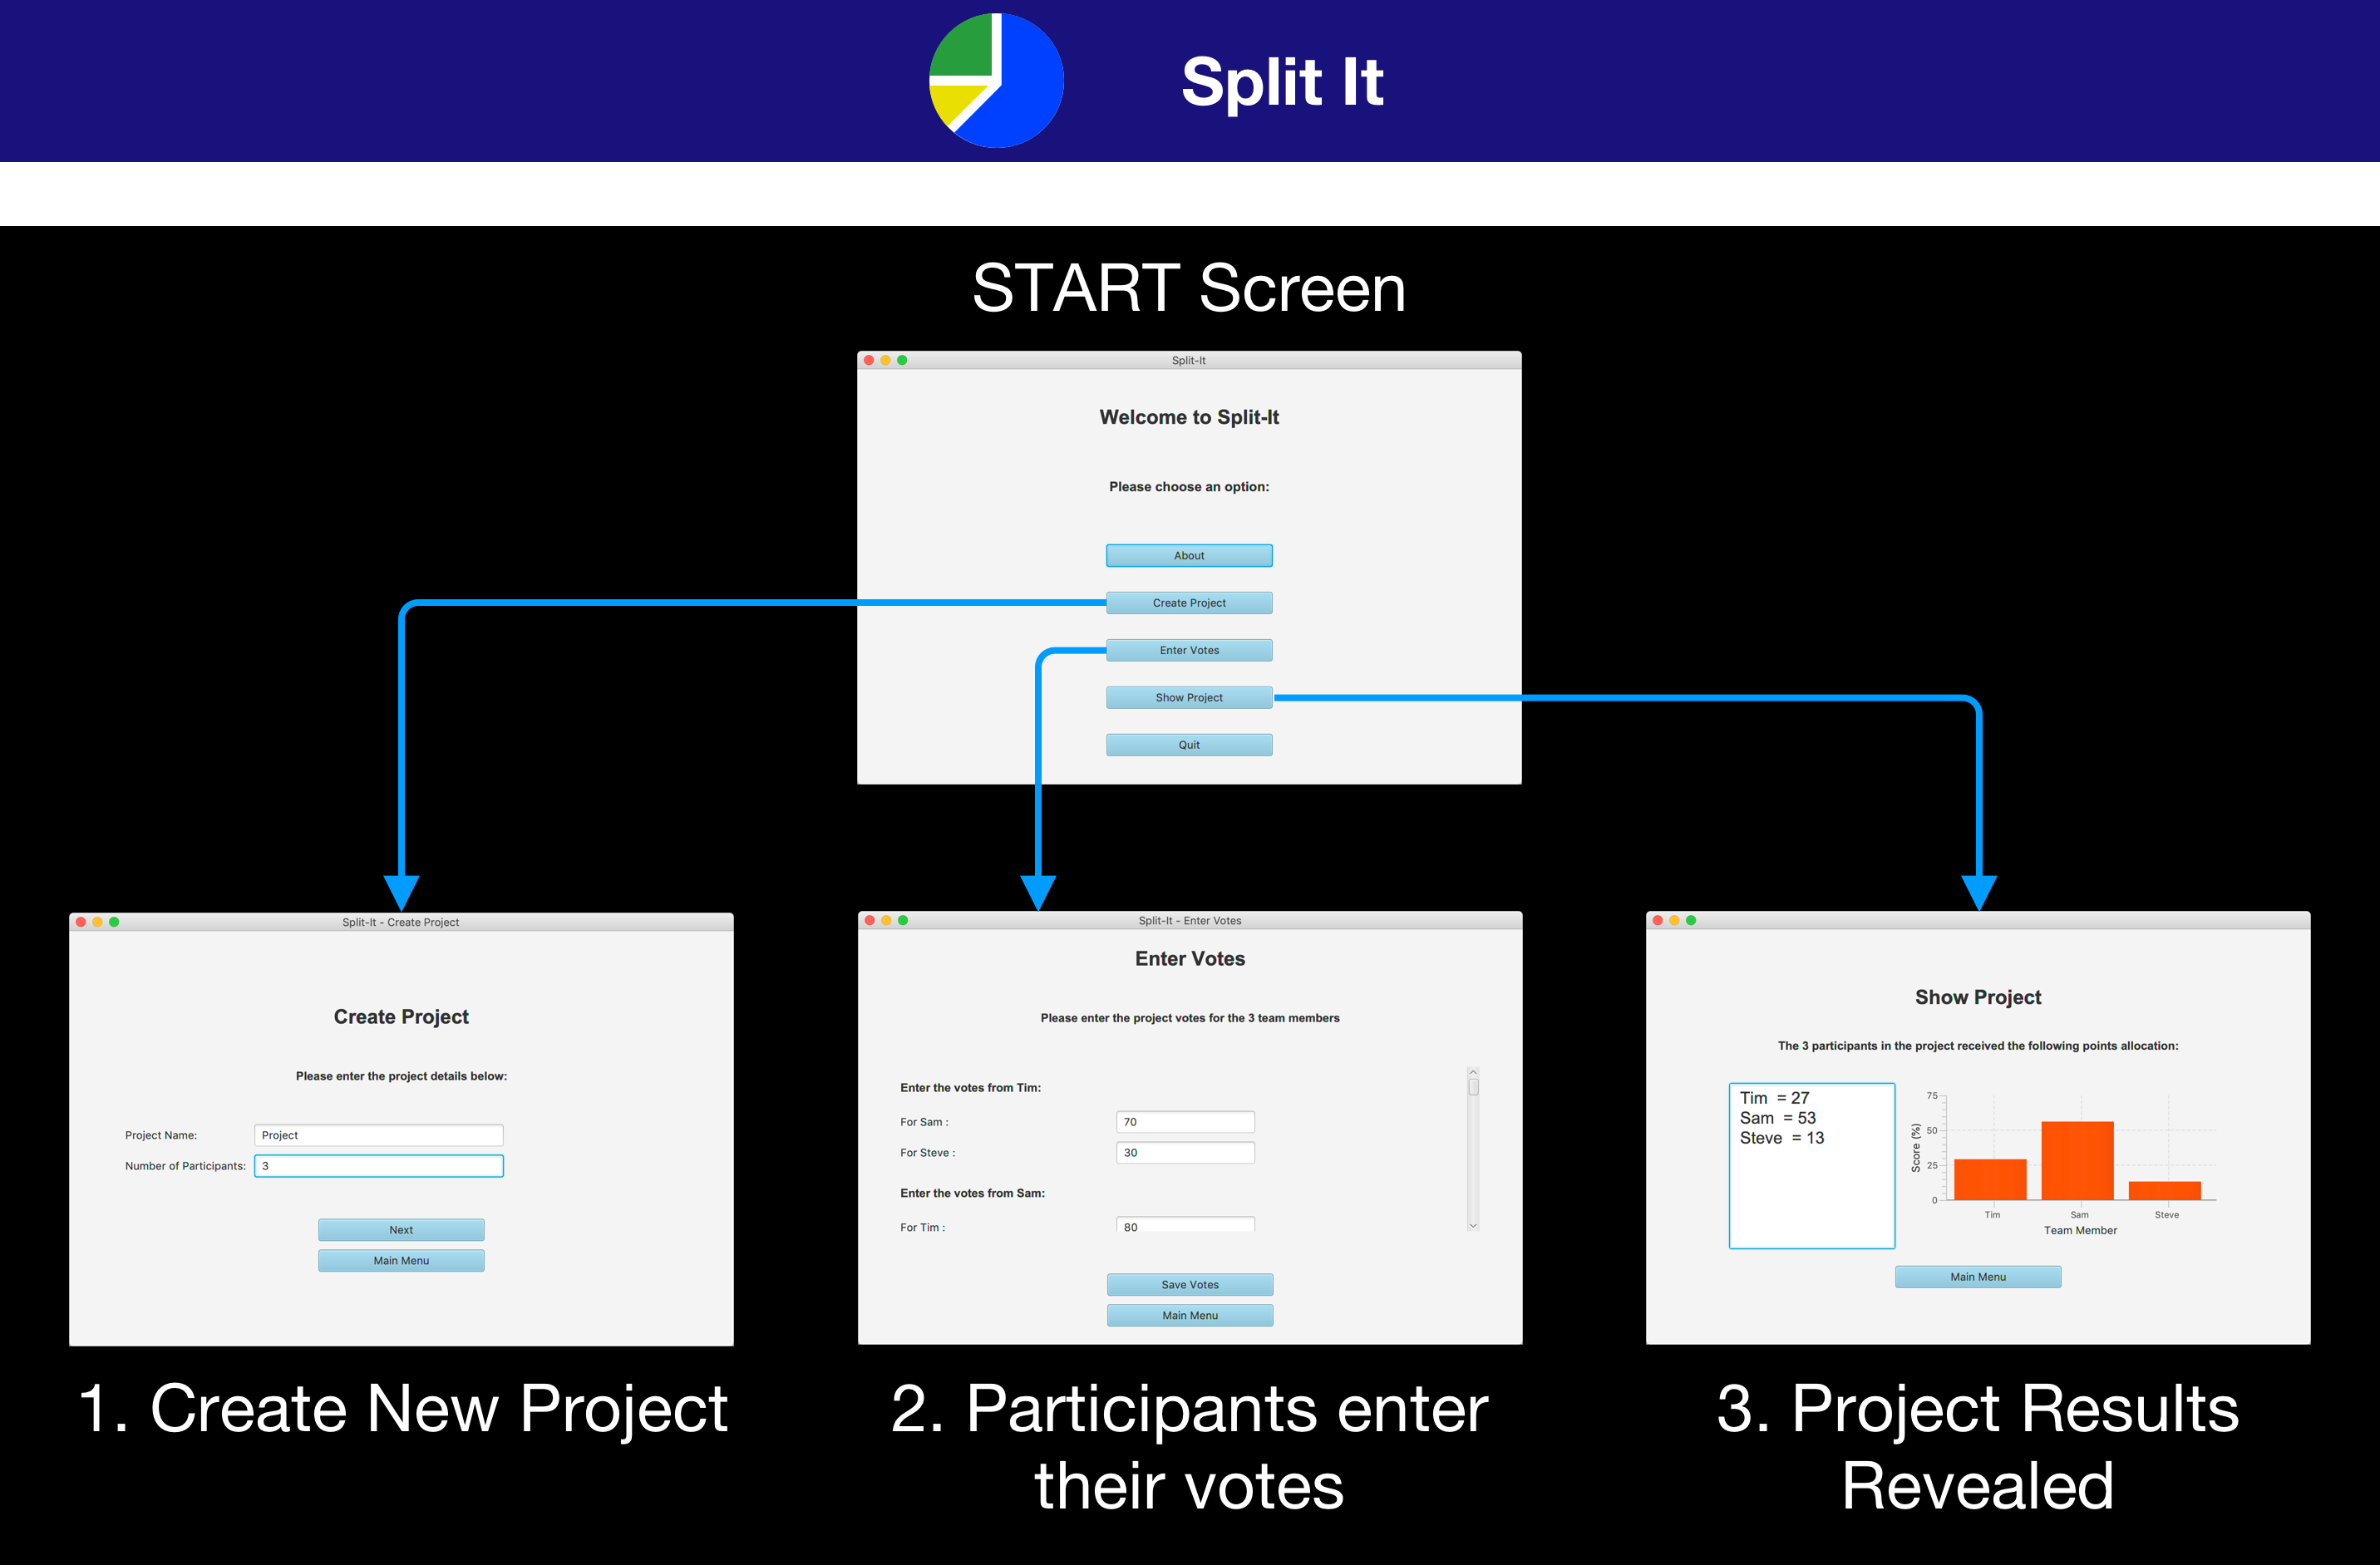 Split It
START Screen
Split-It
Welcome to Split-It
Please choose an option:
About
Create Project
Enter Votes
Show Project
Quit
Split-It - Create Project
Create Project
Please enter the project details below:
Project Name: Project
Number of Participants: 3
Next
Main Menu
1. Create New Project
Split-It - Enter Votes
Enter Votes
Please enter the project votes for the 3 team members
Enter the votes from Tim:
For Sam : 70
For Steve : 30
Enter the votes from Sam:
For Tim : 80
Save Votes
Main Menu
2. Participants enter
their votes
Show Project
The 3 participants in the project received the following points allocation:
Tim = 27
Sam = 53
Steve = 13
Score (%)
75
50
25
0
Tim Sam Steve
Team Member
Main Menu
3. Project Results
Revealed